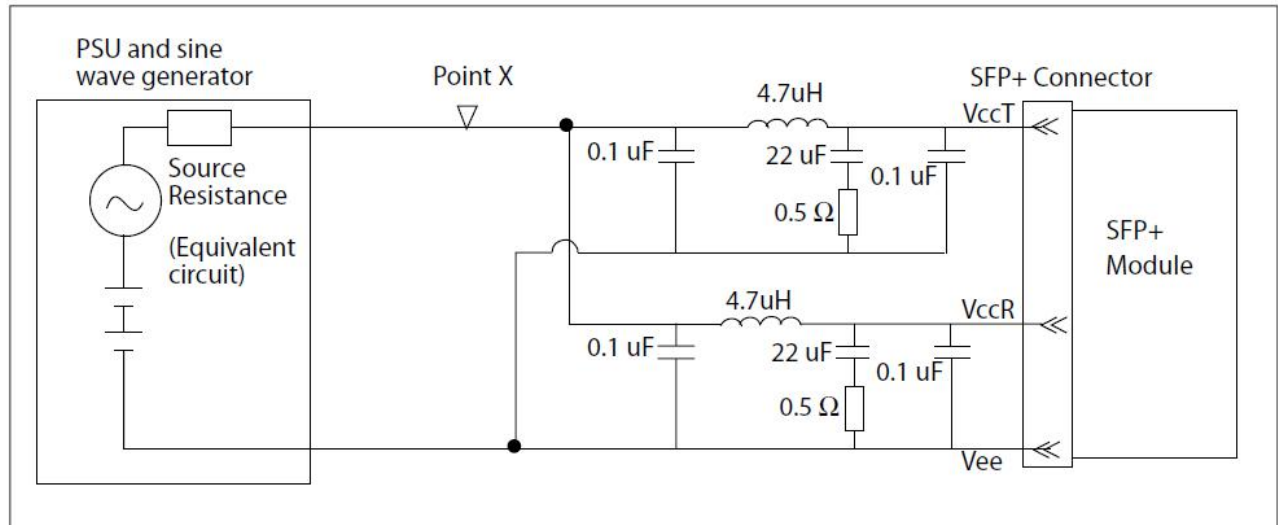 PSU and sine
wave generator
Point X
SFP+ Connector
4.7uH
VccT
0.1 uF
22 uF
0.1 uF
Source
Resistance
0.5 Ω
(Equivalent
circuit)
SFP+
Module
4.7uH
VccR
0.1 uF
22 uF
0.1 uF
0.5 Ω
Vee